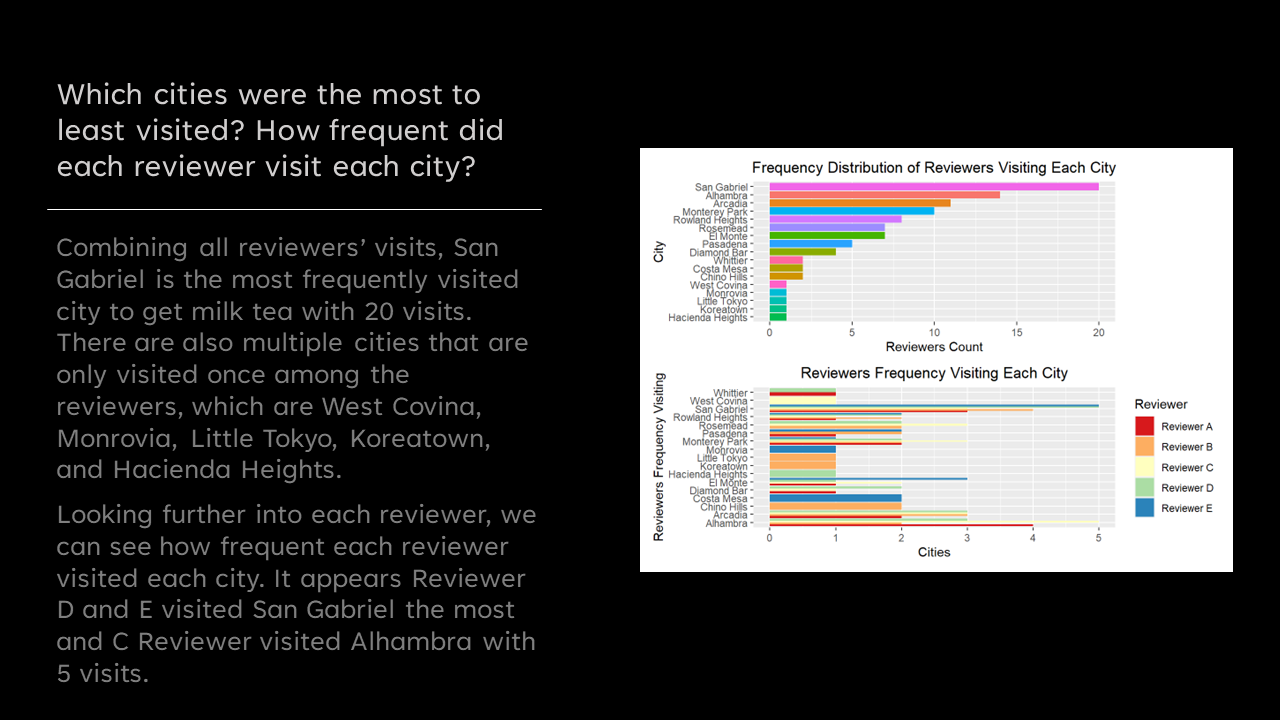 Which cities were the most to
least visited? How frequent did
each reviewer visit each city?
Combining all reviewers’ visits, San
Gabriel is the most frequently visited
city to get milk tea with 20 visits.
There are also multiple cities that are
only visited once among the
reviewers, which are West Covina,
Monrovia, Little Tokyo, Koreatown,
and Hacienda Heights.
Looking further into each reviewer, we
can see how frequent each reviewer
visited each city. It appears Reviewer
D and E visited San Gabriel the most
and C Reviewer visited Alhambra with
5 visits.
Frequency Distribution of Reviewers Visiting Each City
City
San Gabriel
Alhambra
Arcadia
Monterey Park
Rowland Heights
Rosemead
El Monte
Pasadena
Diamond Bar
Whittier
Costa Mesa
Chino Hills
West Covina
Monrovia
Little Tokyo
Koreatown
Hacienda Heights
0 5 10 15 20
Reviewers Count
Reviewers Frequency Visiting Each City
Reviewers Frequency Visiting
Whittier
West Covina
San Gabriel
Rowland Heights
Rosemead
Pasadena
Monterey Park
Monrovia
Little Tokyo
Koreatown
Hacienda Heights
El Monte
Diamond Bar
Costa Mesa
Chino Hills
Arcadia
Alhambra
0 1 2 3 4 5
Cities
Reviewer
Reviewer A
Reviewer B
Reviewer C
Reviewer D
Reviewer E